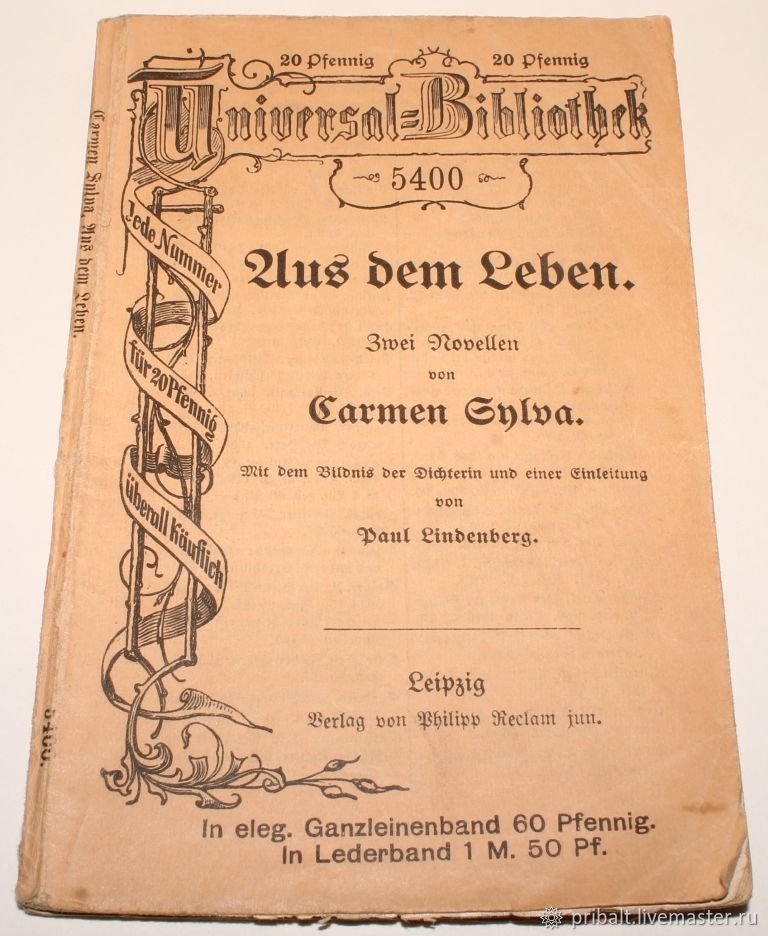 20 Pfennig 20 Pfennig
Universal=Bibliothek
5400
Aus dem Leben.
Zwei Novellen
von
Carmen Sylva.
Mit dem Bildnis der Dichterin und einer Einleitung
von
Paul Lindenberg.
Leipzig
Verlag von Philipp Reclam jun.
In eleg. Ganzleinenband 60 Pfennig.
In Lederband 1 M. 50 Pf.
Jede Nummer
für 20 Pfennig
überall käuflich
Carmen Sylva, Aus dem Leben.
5400.
pribalt.livemaster.ru